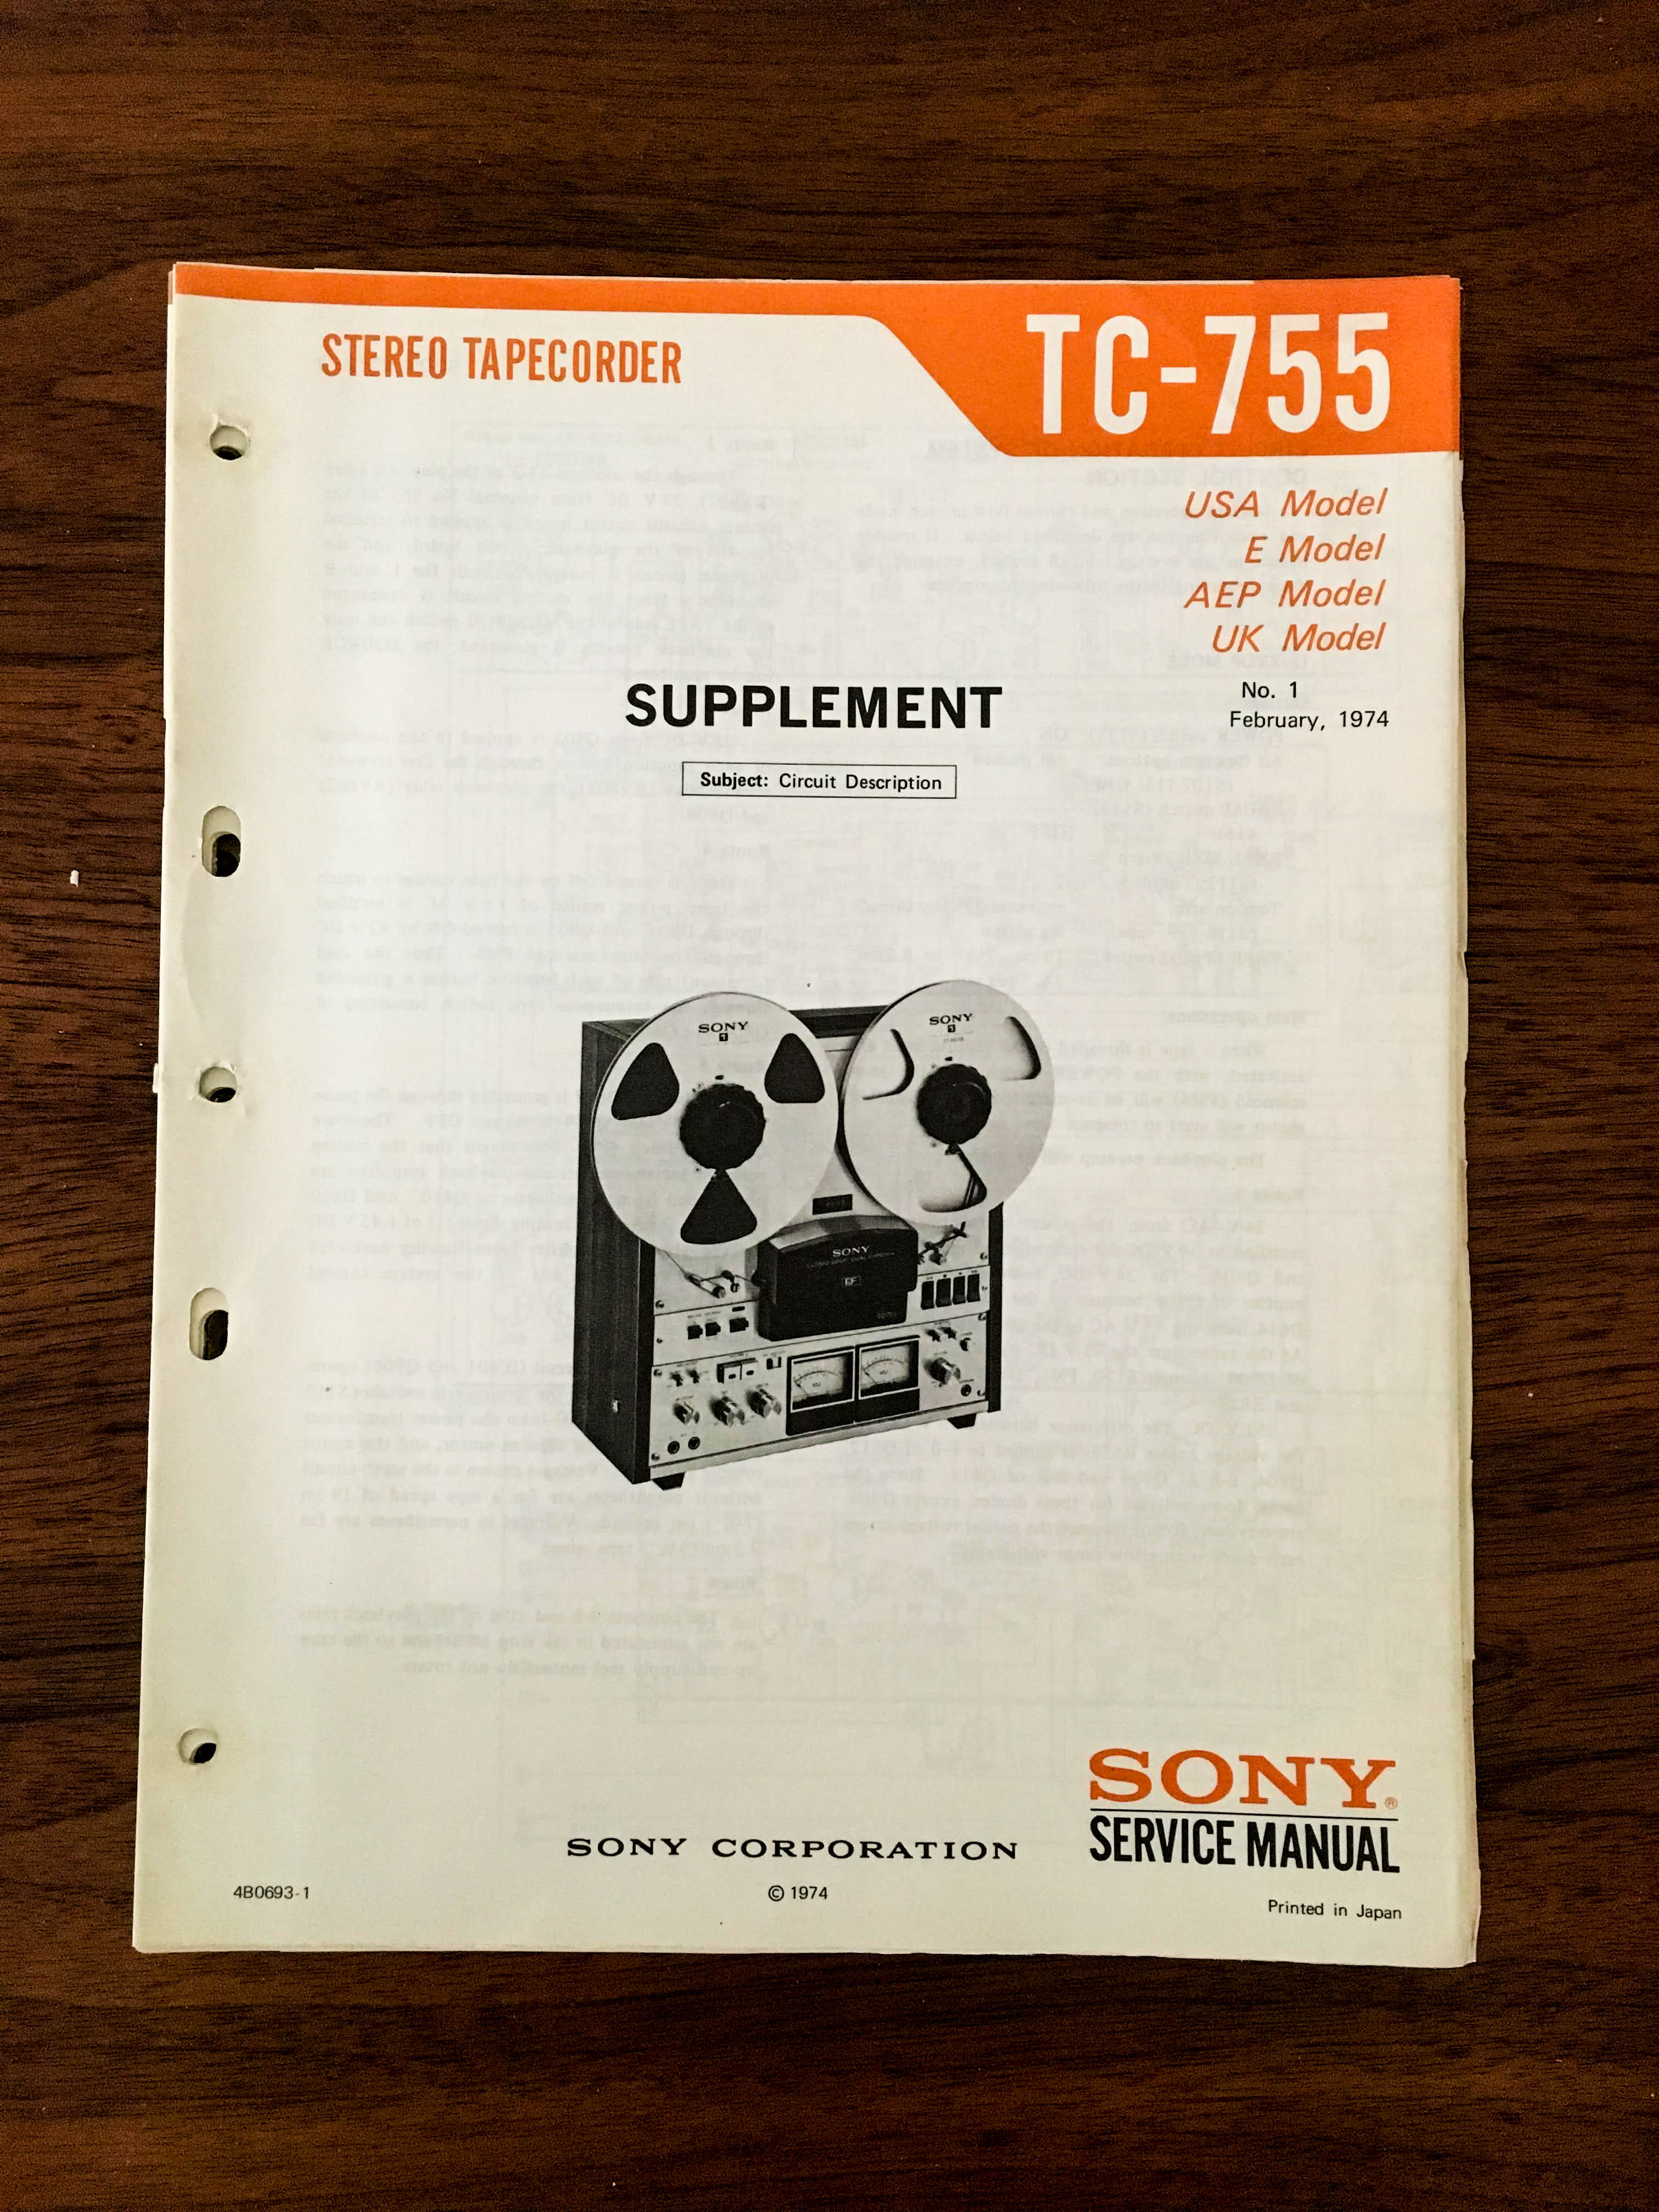 STEREO TAPECORDER
TC-755
USA Model
E Model
AEP Model
UK Model
No. 1
February, 1974
SUPPLEMENT
Subject: Circuit Description
SONY
SONY
SONY
SONY®
SERVICE MANUAL
SONY CORPORATION
4B0693-1
© 1974
Printed in Japan